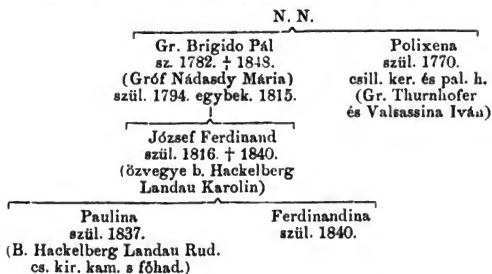 N. N.
Gr. Brigido Pál
sz. 1782. † 1848.
(Gróf Nádasdy Mária)
szül. 1794. egybek. 1815.
Polixena
szül. 1770.
csill. ker. és pal. h.
(Gr. Thurnhofer
és Valsassina Iván)
József Ferdinand
szül. 1816. † 1840.
(özvegye b. Hackelberg
Landau Karolin)
Paulina
szül. 1837.
(B. Hackelberg Landau Rud.
cs. kir. kam. s főhad.)
Ferdinandina
szül. 1840.